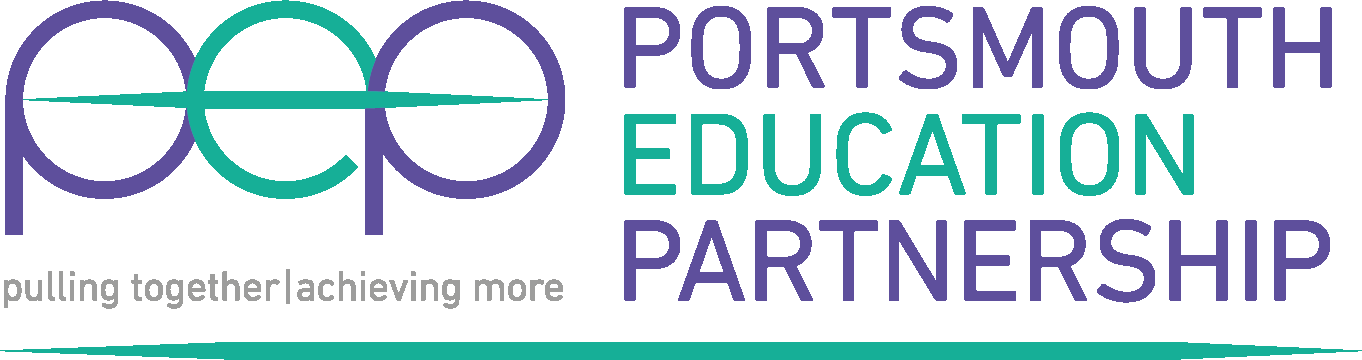 pep
pulling together|achieving more
PORTSMOUTH
EDUCATION
PARTNERSHIP